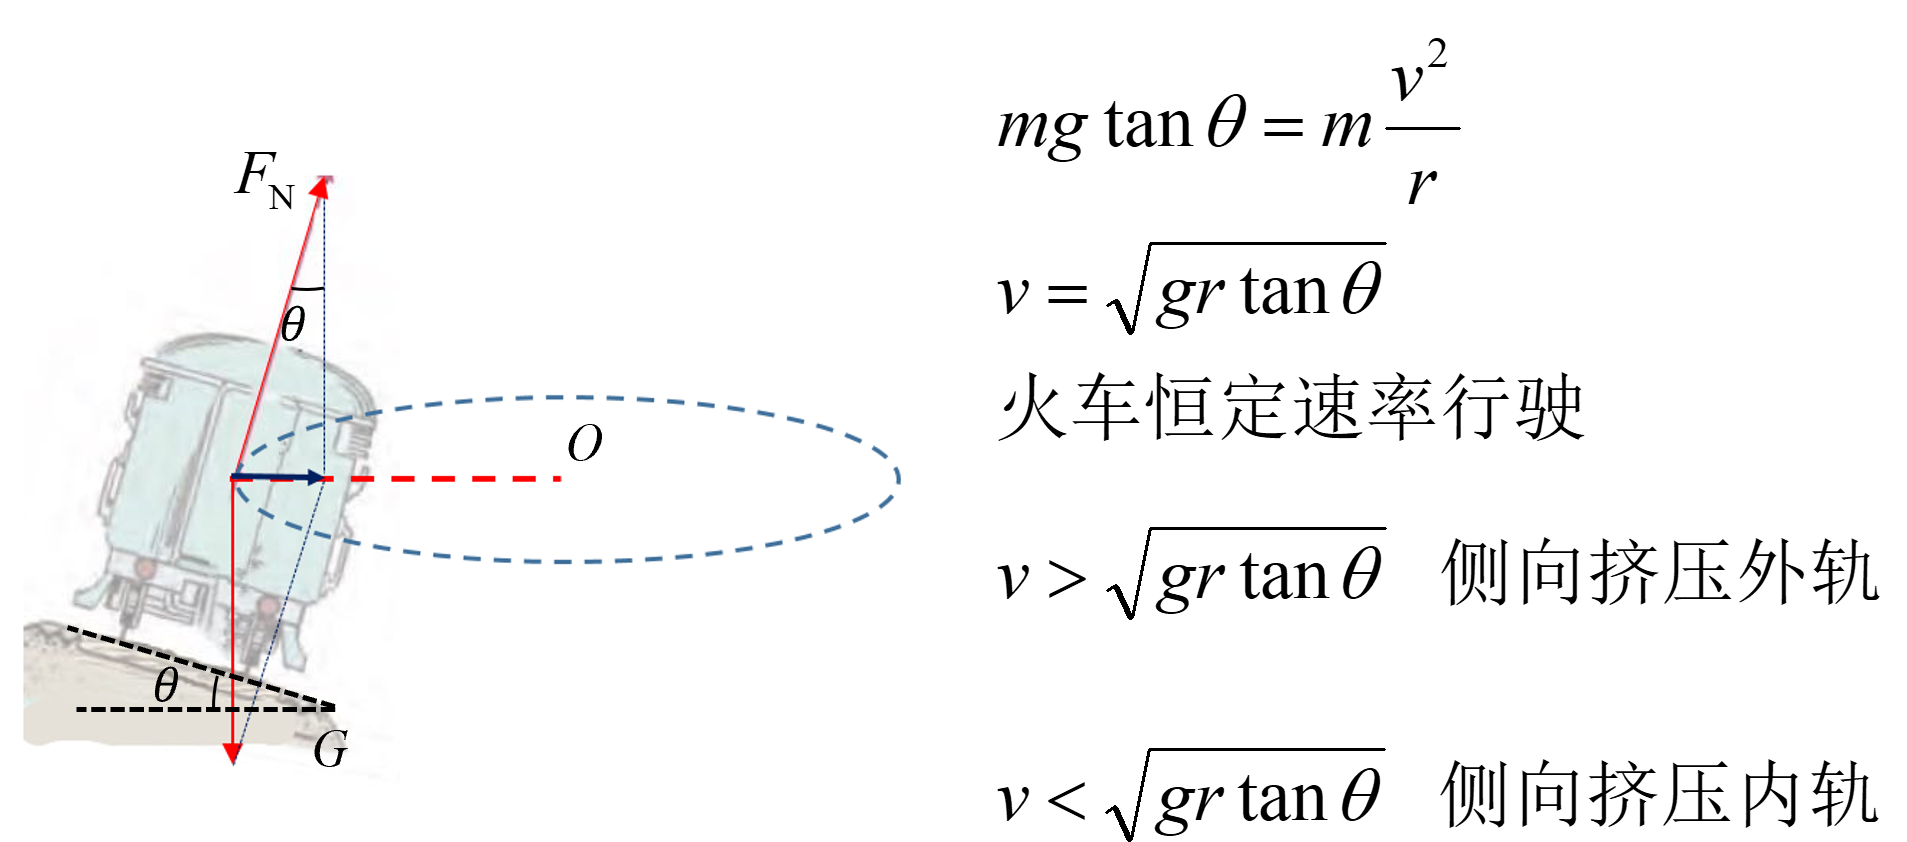 F_N
θ
O
θ
G
mg tan θ = m v²/r
v = √(gr tan θ)
火车恒定速率行驶
v > √(gr tan θ) 侧向挤压外轨
v < √(gr tan θ) 侧向挤压内轨